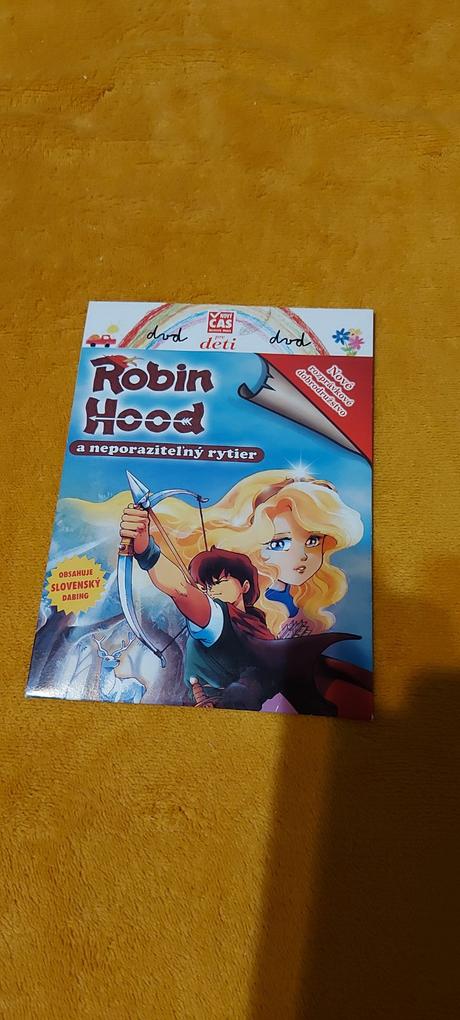 dvd
NOVÝ
ČAS
pre
deti
dvd
Robin
Hood
a neporaziteľný rytier
Nové
rozprávkové
dobrodružstvo
OBSAHUJE
SLOVENSKÝ
DABING